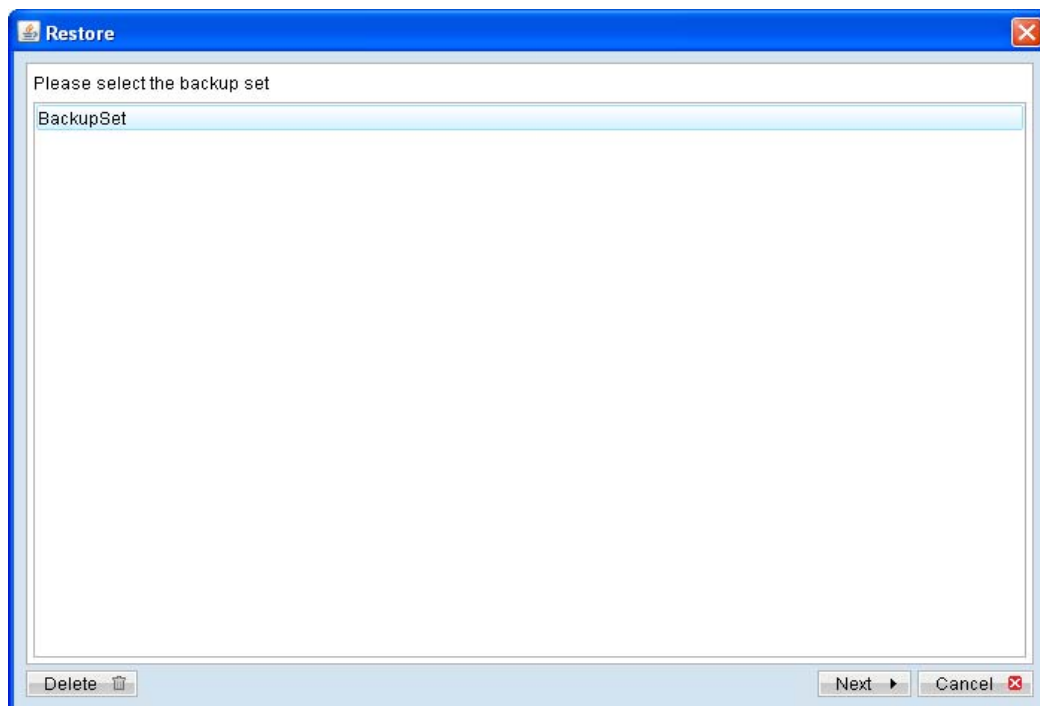 Restore
Please select the backup set
BackupSet
Delete
Next
Cancel